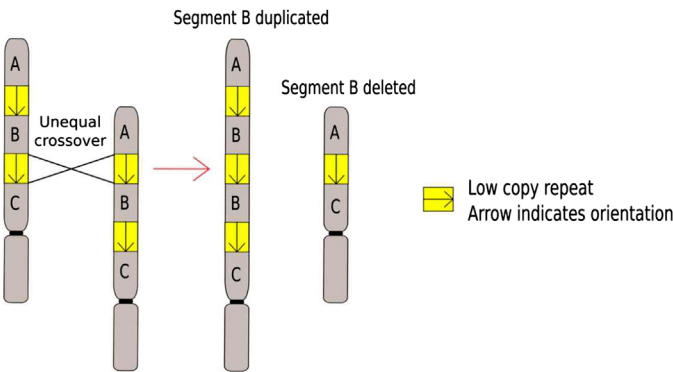 Segment B duplicated
Segment B deleted
A
B
C
Unequal
crossover
A
B
C
A
B
B
C
A
C
Low copy repeat
Arrow indicates orientation